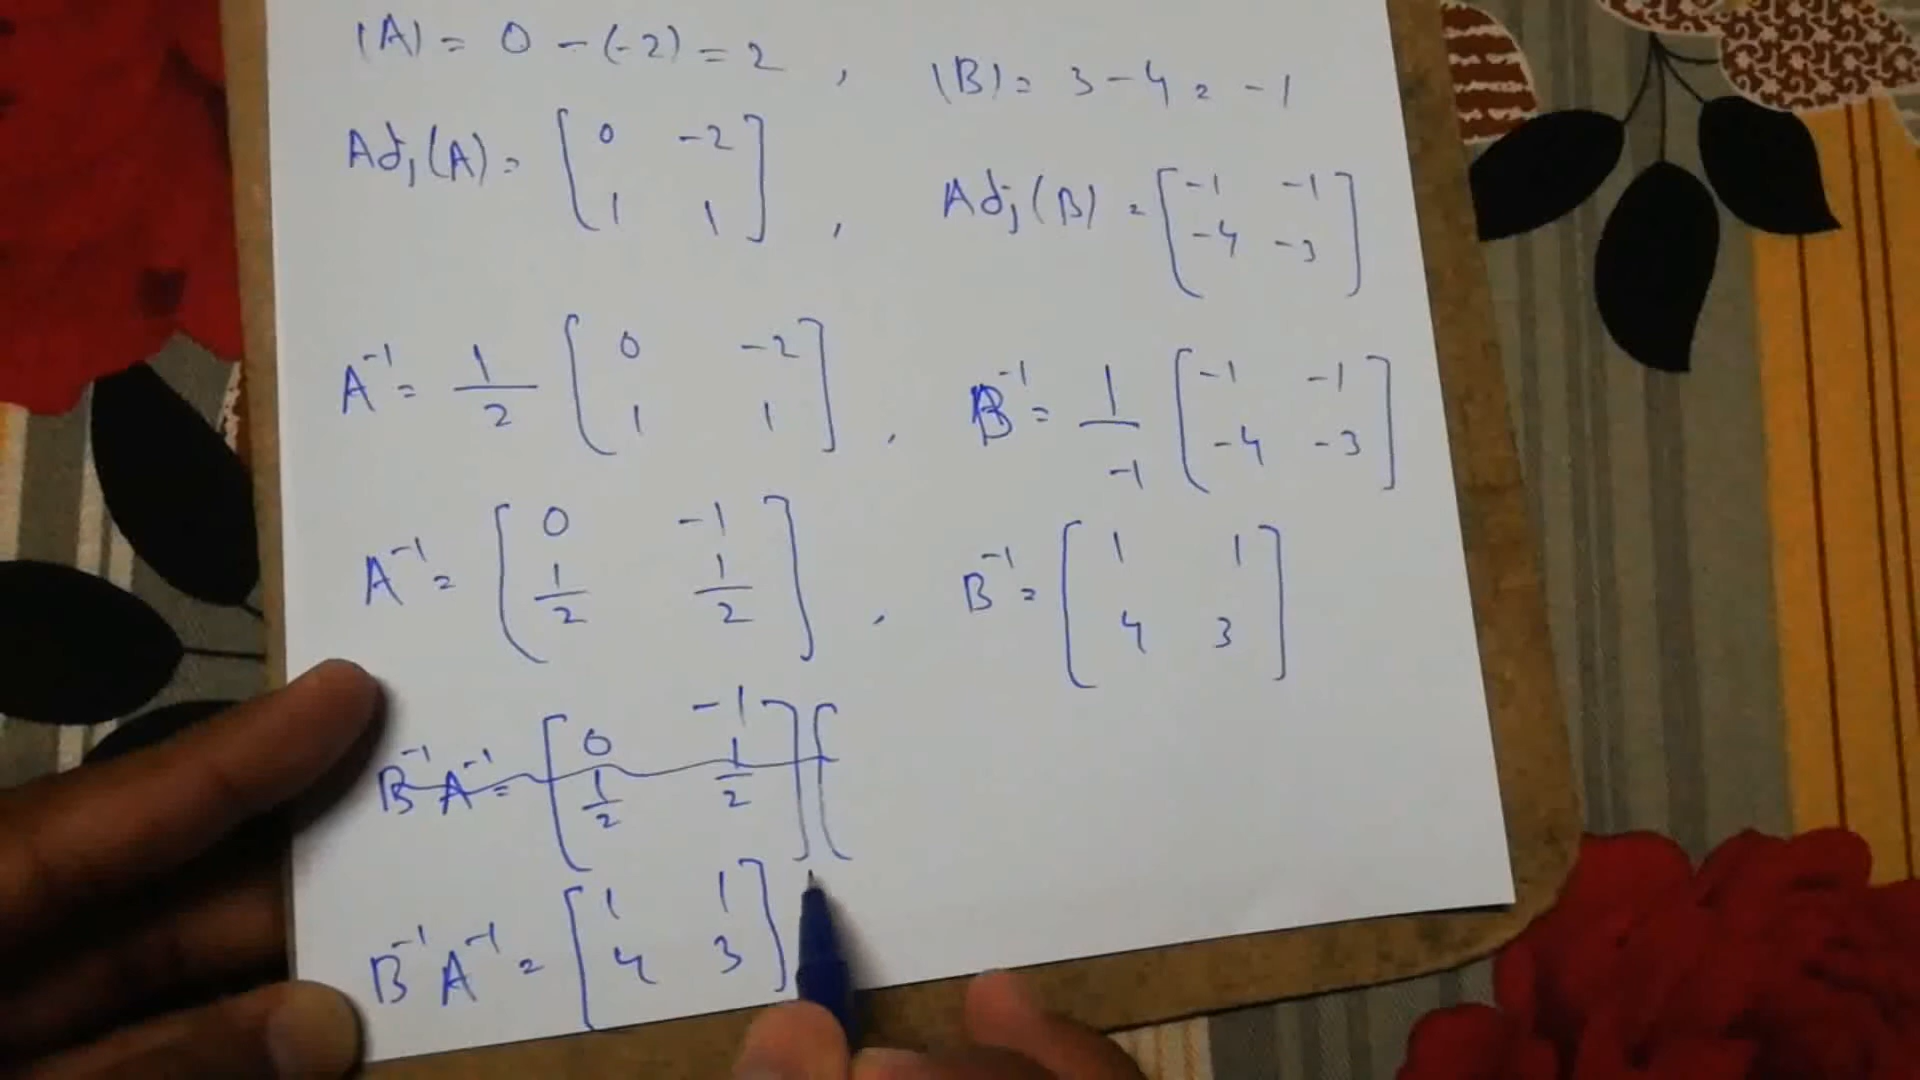 |A| = 0 - (-2) = 2 , |B| = 3 - 4 = -1
Adj(A) = [ 0 -2
1 1 ] , Adj(B) = [ -1 -1
-4 -3 ]
A⁻¹ = 1/2 [ 0 -2
1 1 ] , B⁻¹ = 1/-1 [ -1 -1
-4 -3 ]
A⁻¹ = [ 0 -1
1/2 1/2 ] , B⁻¹ = [ 1 1
4 3 ]
B⁻¹ A⁻¹ = [ 0 -1
1/2 1/2 ] [
B⁻¹ A⁻¹ = [ 1 1
4 3 ]